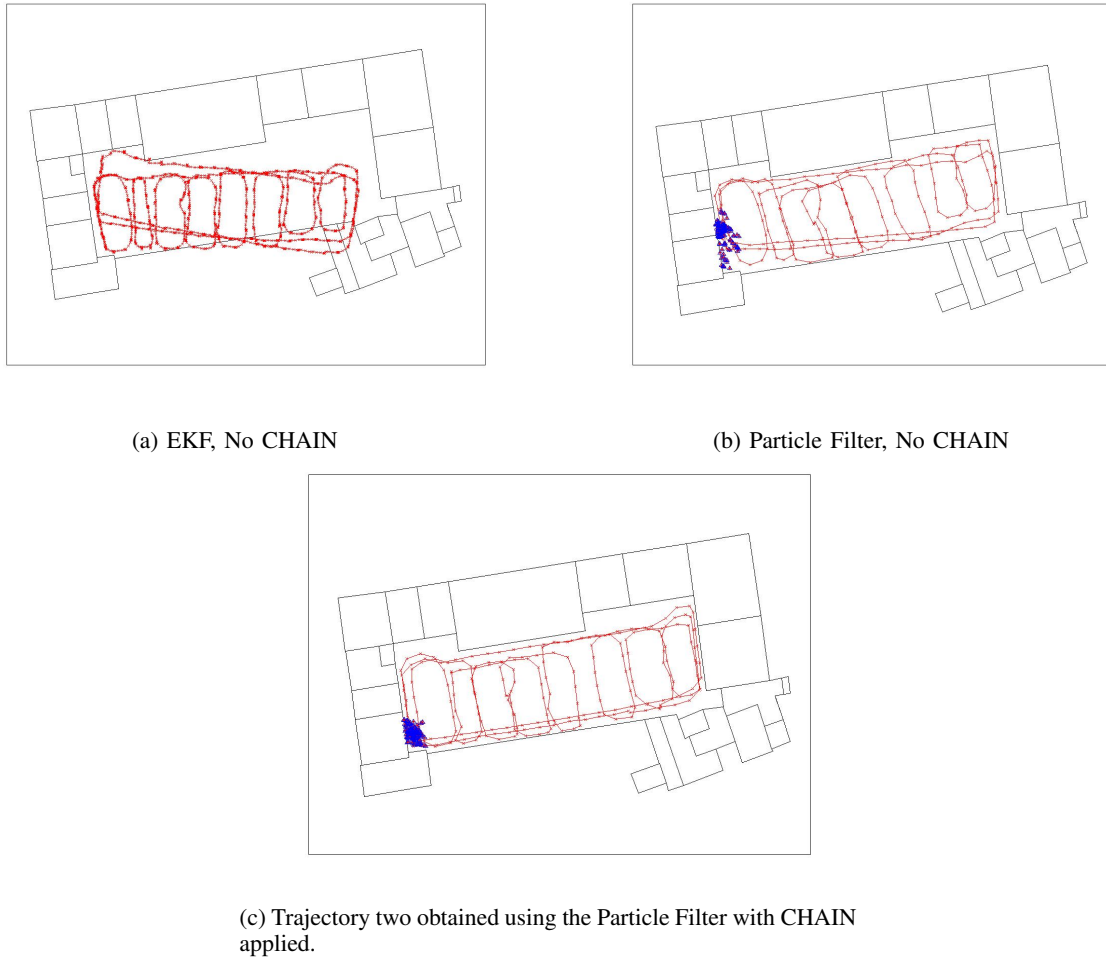 (a) EKF, No CHAIN
(b) Particle Filter, No CHAIN
(c) Trajectory two obtained using the Particle Filter with CHAIN
applied.